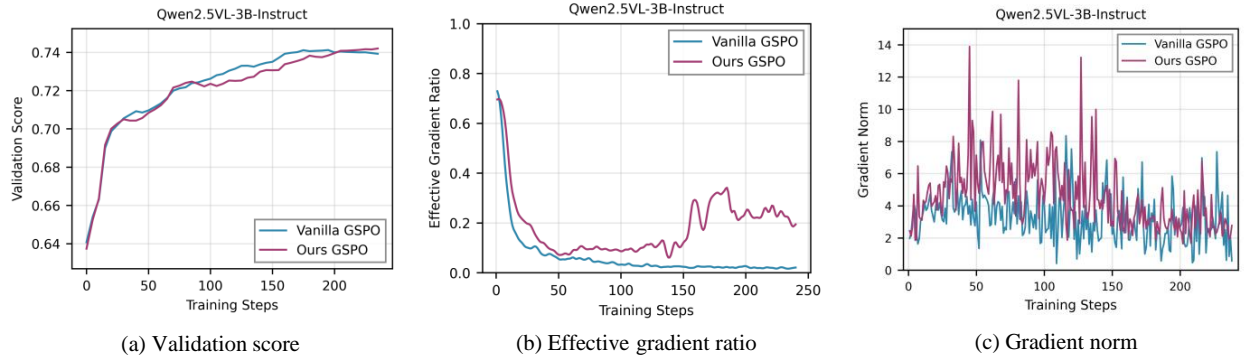 Qwen2.5VL-3B-Instruct
0.74
0.72
0.70
0.68
0.66
0.64
Validation Score
Vanilla GSPO
Ours GSPO
0 50 100 150 200
Training Steps
(a) Validation score
Qwen2.5VL-3B-Instruct
1.0
0.8
0.6
0.4
0.2
0.0
Effective Gradient Ratio
Vanilla GSPO
Ours GSPO
0 50 100 150 200 250
Training Steps
(b) Effective gradient ratio
Qwen2.5VL-3B-Instruct
14
12
10
8
6
4
2
0
Gradient Norm
Vanilla GSPO
Ours GSPO
0 50 100 150 200
Training Steps
(c) Gradient norm